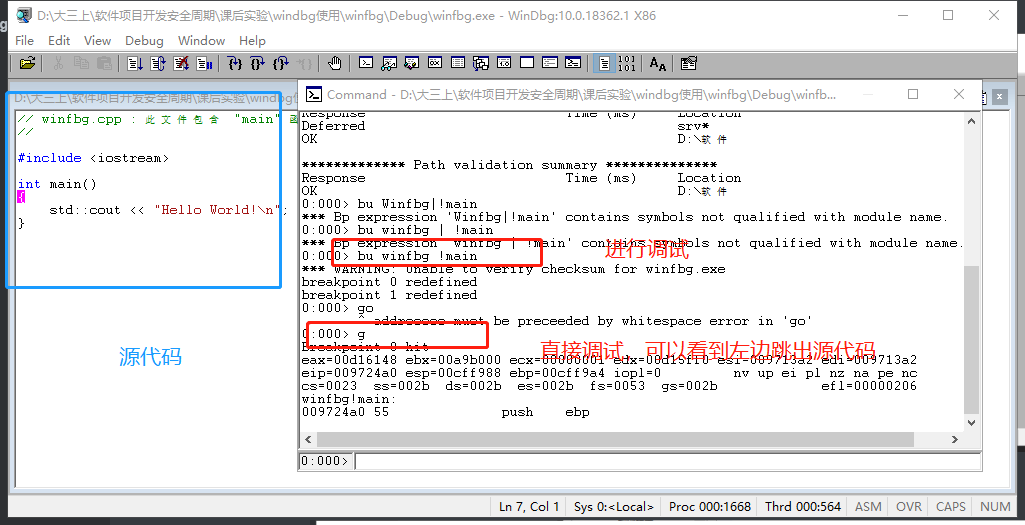 D:\大三上\软件项目开发安全周期\课后实验\windbg使用\winfbg\Debug\winfbg.exe - WinDbg:10.0.18362.1 X86
File Edit View Debug Window Help
D:\大三上\软件项目开发安全周期\课后实验\windbg
// winfbg.cpp : 此文件包含 "main"
//
#include <iostream>
int main()
{
std::cout << "Hello World!\n";
}
源代码
Command - D:\大三上\软件项目开发安全周期\课后实验\windbg使用\winfbg\Debug\winfb...
Response Time (ms) Location
Deferred srv*
OK D:\软件
************* Path validation summary **************
Response Time (ms) Location
OK D:\软件
0:000> bu Winfbg|!main
*** Bp expression 'Winfbg|!main' contains symbols not qualified with module name.
0:000> bu winfbg | !main
*** Bp expression 'winfbg | !main' contains symbols not qualified with module name.
0:000> bu winfbg !main
进行调试
*** WARNING: Unable to verify checksum for winfbg.exe
breakpoint 0 redefined
breakpoint 1 redefined
0:000> go
^ addresses must be preceeded by whitespace error in 'go'
0:000> g
Breakpoint 0 hit
直接调试，可以看到左边跳出源代码
eax=00d16148 ebx=00a9b000 ecx=00000001 edx=00d15ff0 esi=009713a2 edi=009713a2
eip=009724a0 esp=00cff988 ebp=00cff9a4 iopl=0 nv up ei pl nz na pe nc
cs=0023 ss=002b ds=002b es=002b fs=0053 gs=002b efl=00000206
winfbg!main:
009724a0 55 push ebp
0:000>
Ln 7, Col 1 Sys 0:<Local> Proc 000:1668 Thrd 000:564 ASM OVR CAPS NUM